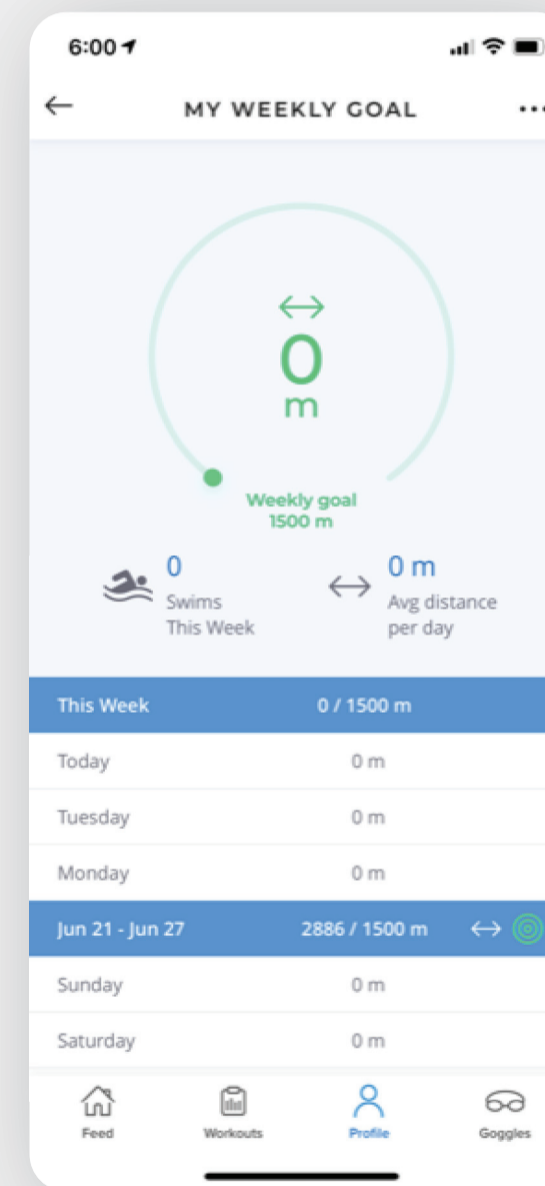 6:00
MY WEEKLY GOAL
0
m
Weekly goal
1500 m
0
Swims
This Week
0 m
Avg distance
per day
This Week 0 / 1500 m
Today 0 m
Tuesday 0 m
Monday 0 m
Jun 21 - Jun 27 2886 / 1500 m
Sunday 0 m
Saturday 0 m
Feed Workouts Profile Goggles